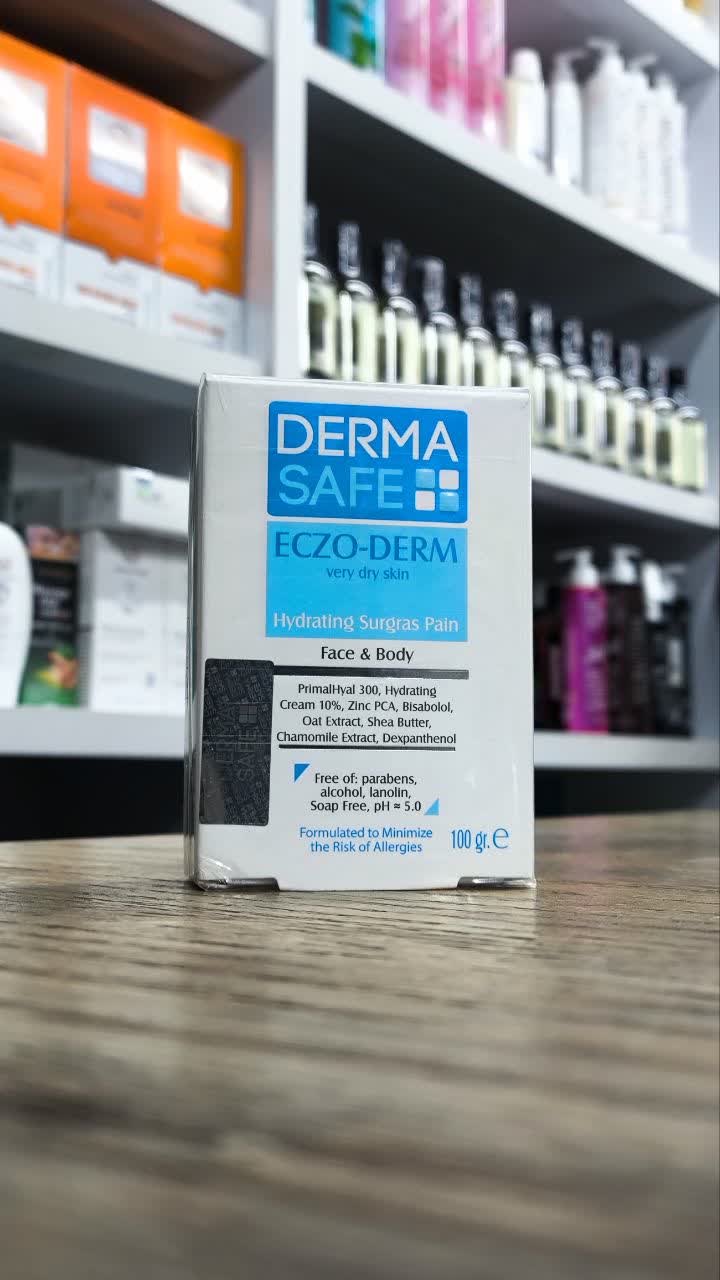 DERMA
SAFE
ECZO-DERM
very dry skin
Hydrating Surgras Pain
Face & Body
PrimalHyal 300, Hydrating
Cream 10%, Zinc PCA, Bisabolol,
Oat Extract, Shea Butter,
Chamomile Extract, Dexpanthenol
Free of: parabens,
alcohol, lanolin,
Soap Free, pH ≈ 5.0
Formulated to Minimize
the Risk of Allergies
100 gr. ℮